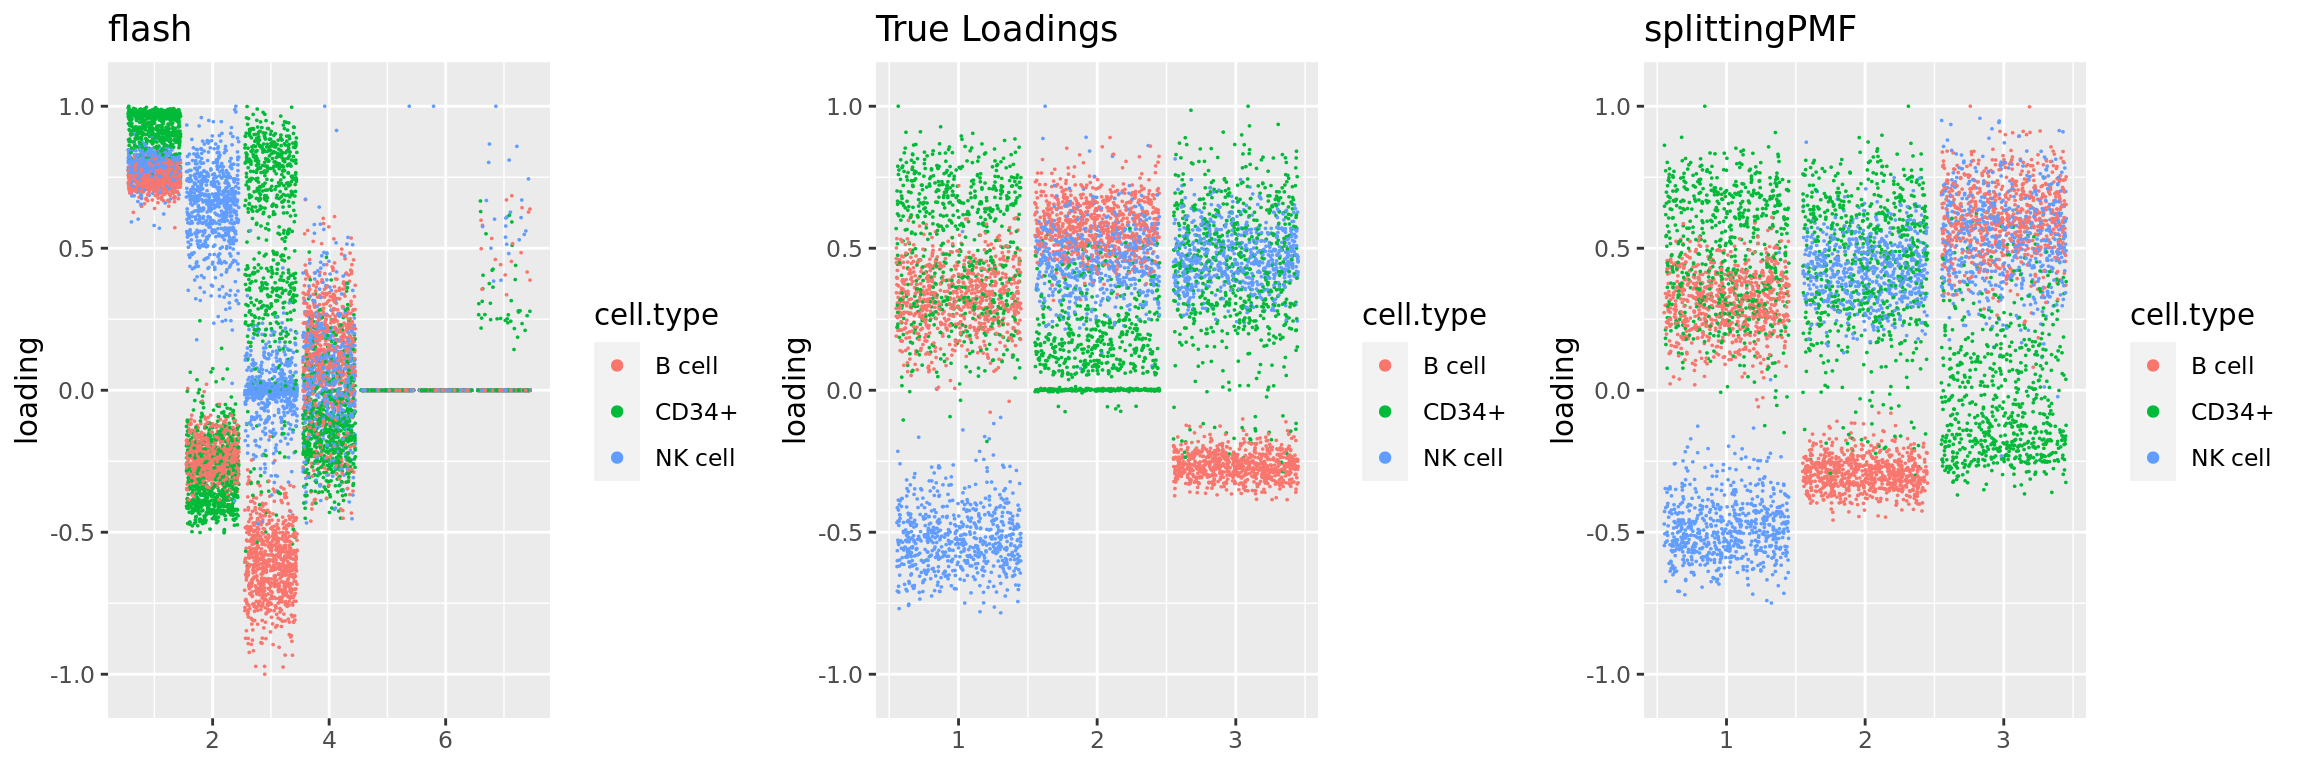 flash
loading
1.0
0.5
0.0
-0.5
-1.0
2 4 6
cell.type
B cell
CD34+
NK cell
True Loadings
loading
1.0
0.5
0.0
-0.5
-1.0
1 2 3
cell.type
B cell
CD34+
NK cell
splittingPMF
loading
1.0
0.5
0.0
-0.5
-1.0
1 2 3
cell.type
B cell
CD34+
NK cell